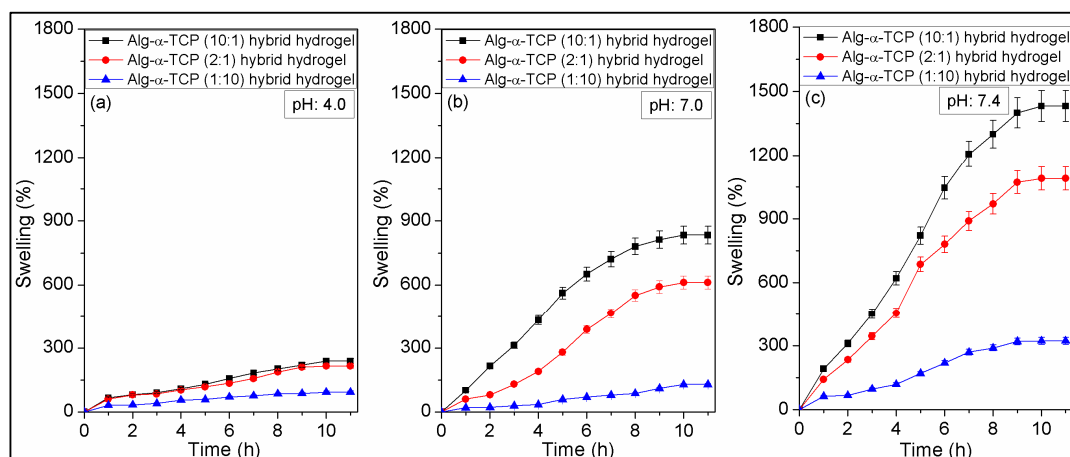 Alg-α-TCP (10:1) hybrid hydrogel
Alg-α-TCP (2:1) hybrid hydrogel
Alg-α-TCP (1:10) hybrid hydrogel
(a)
pH: 4.0
1800
1500
1200
900
600
300
0
Swelling (%)
0 2 4 6 8 10
Time (h)
Alg-α-TCP (10:1) hybrid hydrogel
Alg-α-TCP (2:1) hybrid hydrogel
Alg-α-TCP (1:10) hybrid hydrogel
(b)
pH: 7.0
1800
1500
1200
900
600
300
0
Swelling (%)
0 2 4 6 8 10
Time (h)
Alg-α-TCP (10:1) hybrid hydrogel
Alg-α-TCP (2:1) hybrid hydrogel
Alg-α-TCP (1:10) hybrid hydrogel
(c)
pH: 7.4
1800
1500
1200
900
600
300
0
Swelling (%)
0 2 4 6 8 10
Time (h)